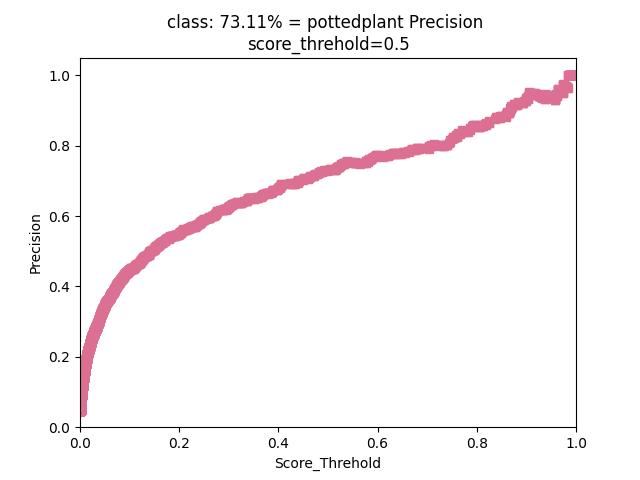 class: 73.11% = pottedplant Precision
score_threhold=0.5
1.0
0.8
0.6
0.4
0.2
0.0
Precision
0.0 0.2 0.4 0.6 0.8 1.0
Score_Threhold